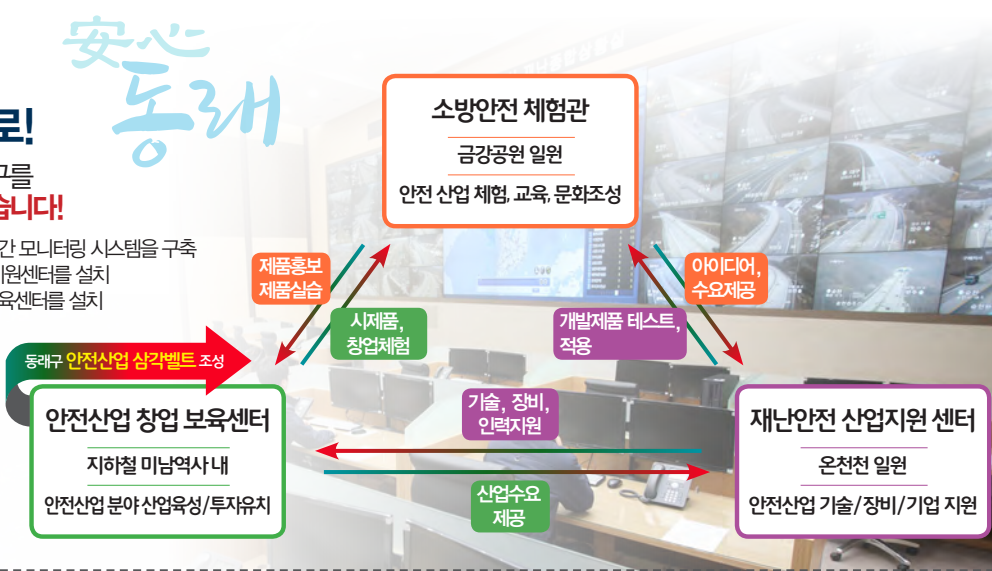 安心
동래
로!
구를
습니다!
간 모니터링 시스템을 구축
지원센터를 설치
육센터를 설치
소방안전 체험관
금강공원 일원
안전 산업 체험, 교육, 문화조성
제품홍보
제품실습
시제품,
창업체험
아이디어,
수요제공
개발제품 테스트,
적용
동래구 안전산업 삼각벨트 조성
안전산업 창업 보육센터
지하철 미남역사 내
안전산업 분야 산업육성/투자유치
기술, 장비,
인력지원
산업수요
제공
재난안전 산업지원 센터
온천천 일원
안전산업 기술/장비/기업 지원